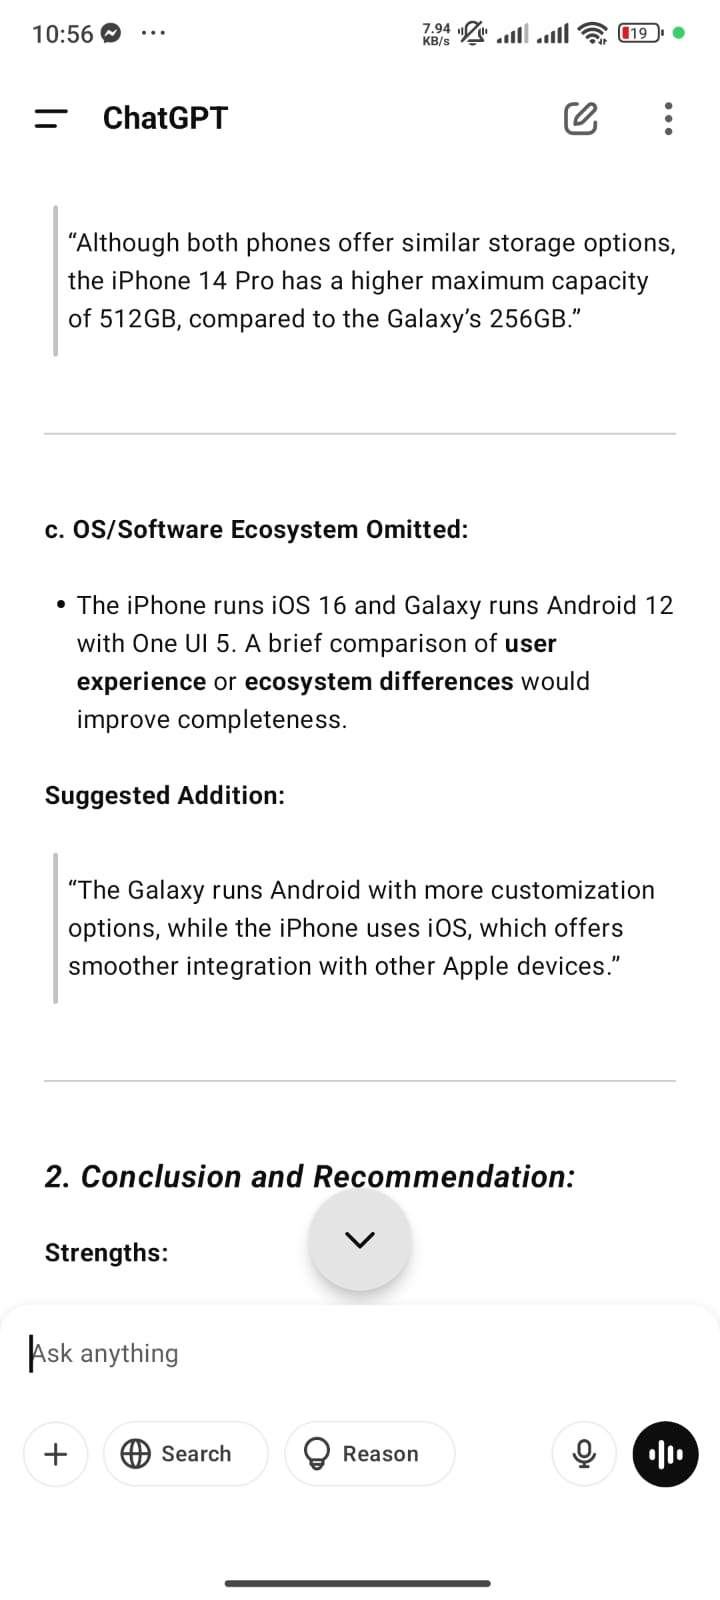 10:56 ...
7.94
KB/s
19
ChatGPT
“Although both phones offer similar storage options,
the iPhone 14 Pro has a higher maximum capacity
of 512GB, compared to the Galaxy’s 256GB.”
c. OS/Software Ecosystem Omitted:
• The iPhone runs iOS 16 and Galaxy runs Android 12
with One UI 5. A brief comparison of user
experience or ecosystem differences would
improve completeness.
Suggested Addition:
“The Galaxy runs Android with more customization
options, while the iPhone uses iOS, which offers
smoother integration with other Apple devices.”
2. Conclusion and Recommendation:
Strengths:
Ask anything
Search
Reason